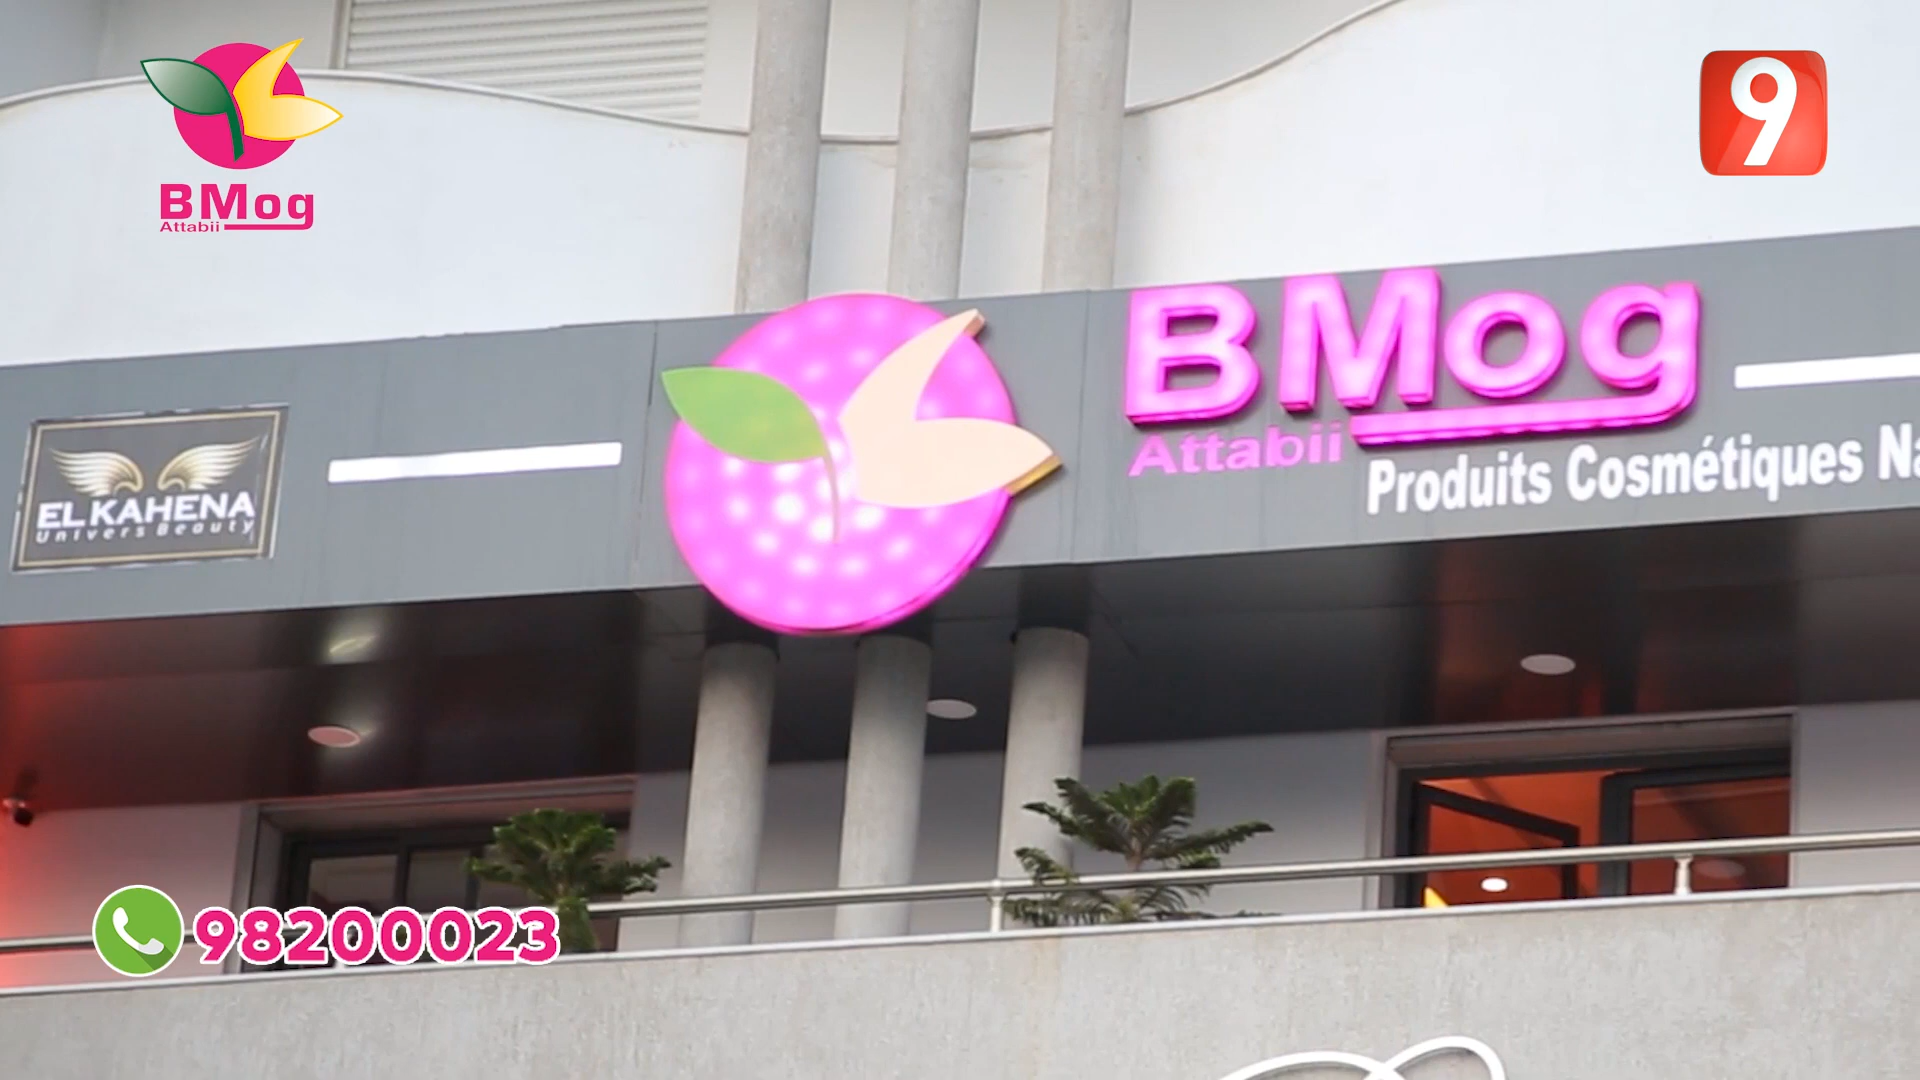 BMog
Attabii
9
BMog
Attabii
Produits Cosmétiques
EL KAHENA
Univers Beauty
98200023